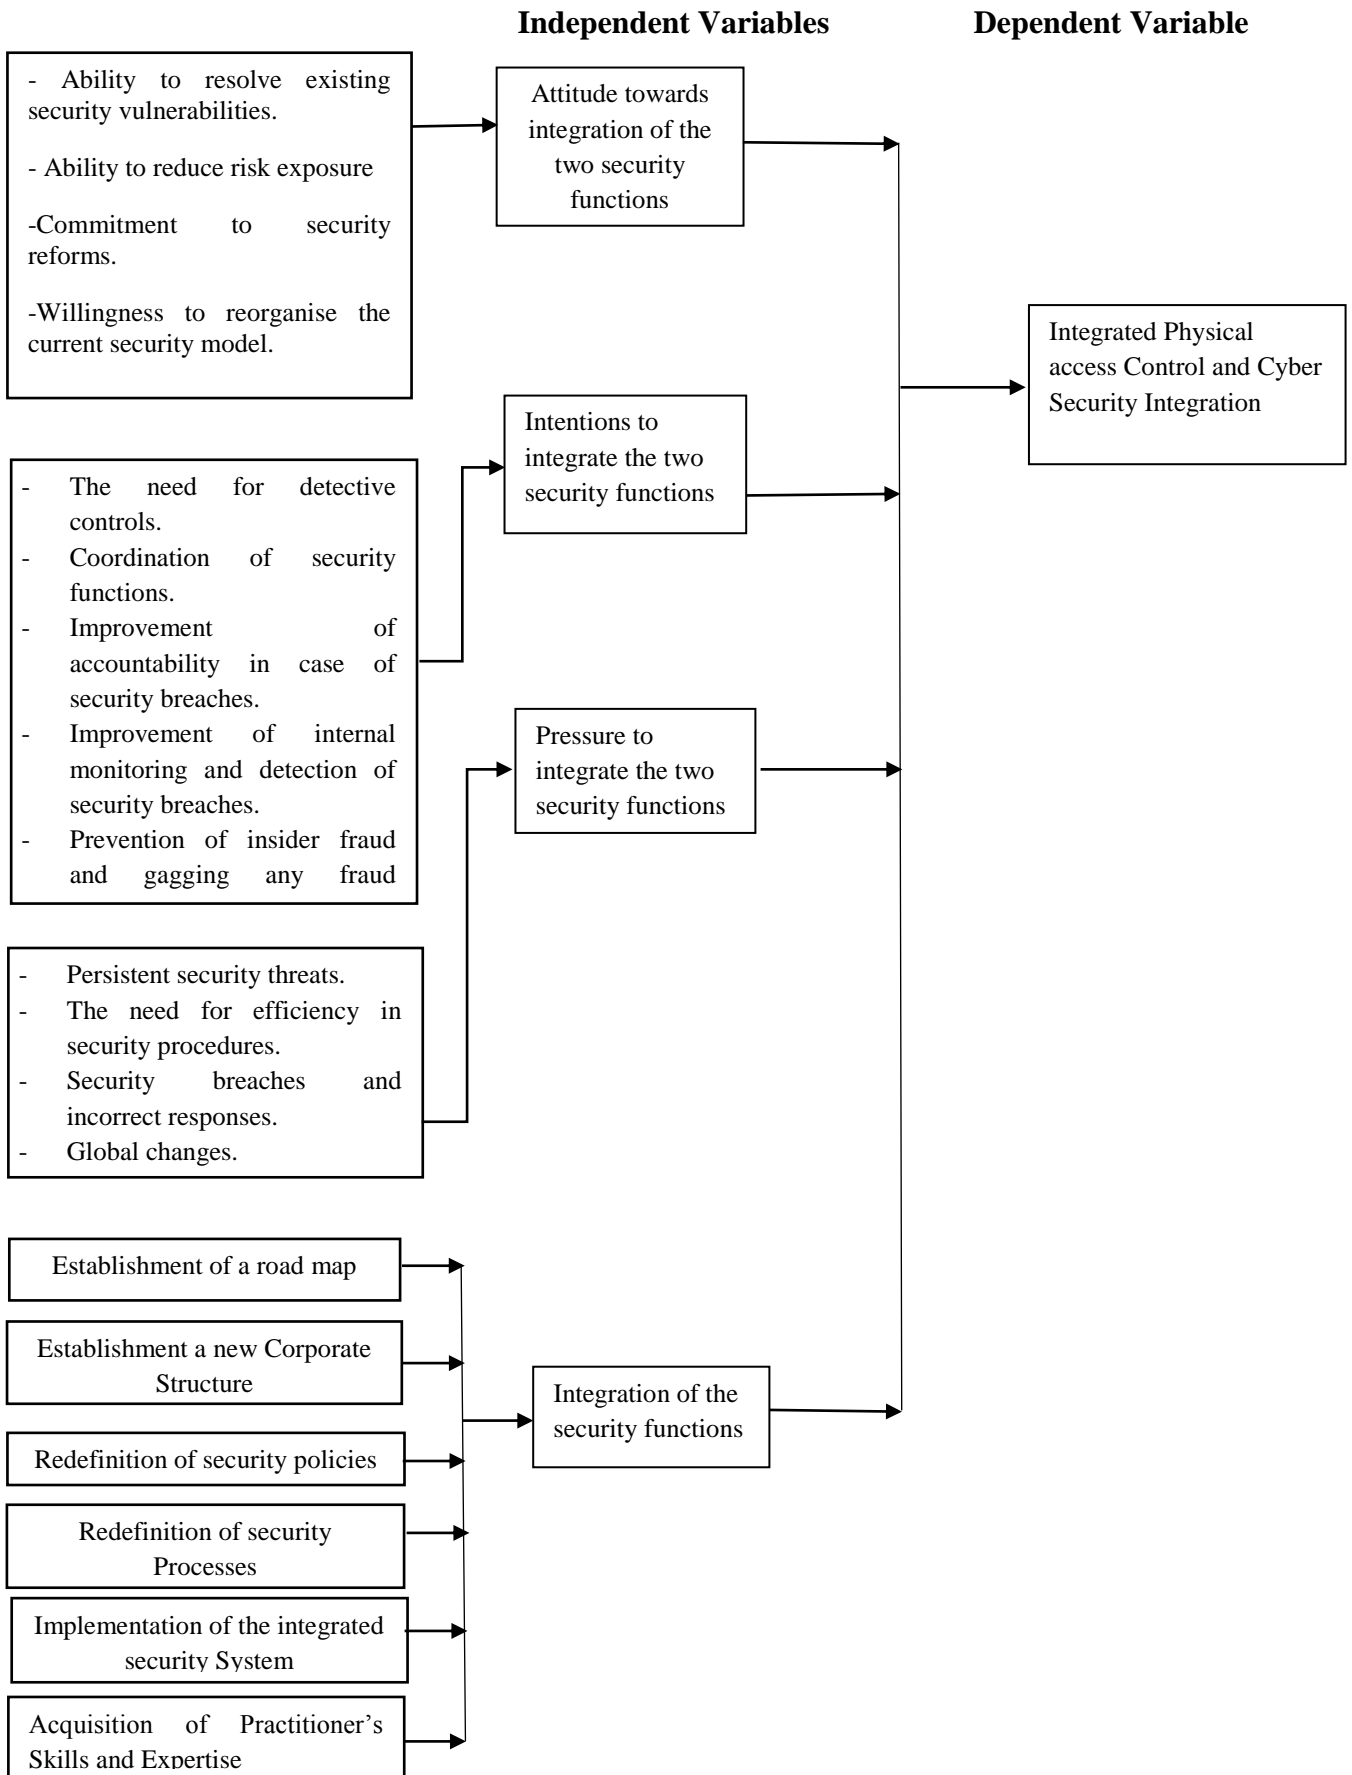 Independent Variables
Dependent Variable
- Ability to resolve existing
security vulnerabilities.
- Ability to reduce risk exposure
-Commitment to security
reforms.
-Willingness to reorganise the
current security model.
Attitude towards
integration of the
two security
functions
Integrated Physical
access Control and Cyber
Security Integration
Intentions to
integrate the two
security functions
- The need for detective
controls.
- Coordination of security
functions.
- Improvement of
accountability in case of
security breaches.
- Improvement of internal
monitoring and detection of
security breaches.
- Prevention of insider fraud
and gagging any fraud
Pressure to
integrate the two
security functions
- Persistent security threats.
- The need for efficiency in
security procedures.
- Security breaches and
incorrect responses.
- Global changes.
Establishment of a road map
Establishment a new Corporate
Structure
Redefinition of security policies
Redefinition of security
Processes
Implementation of the integrated
security System
Acquisition of Practitioner's
Skills and Expertise
Integration of the
security functions